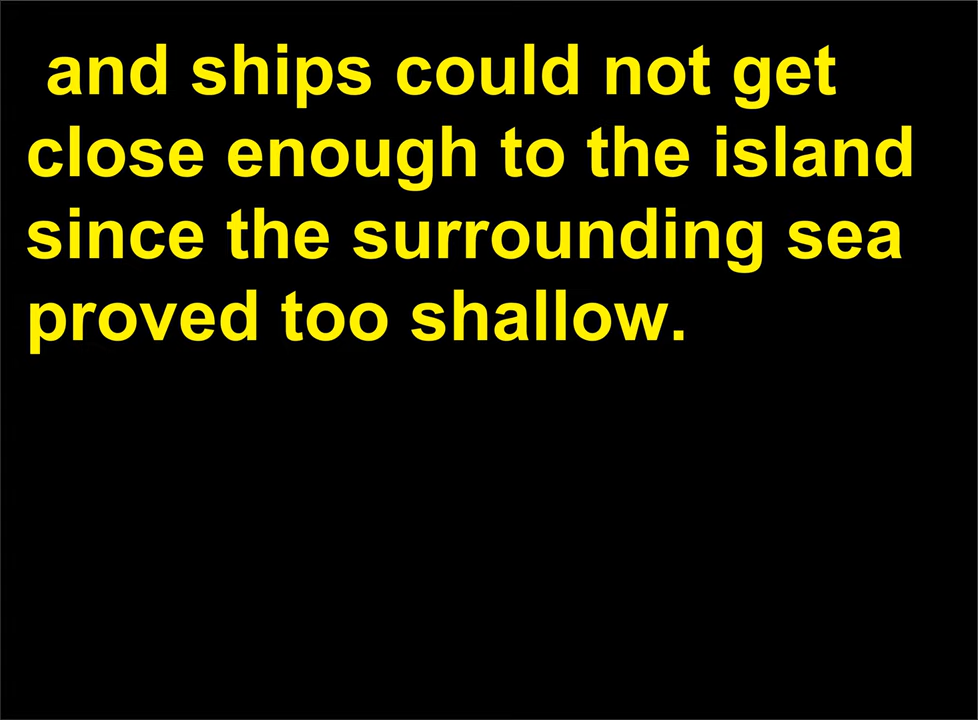 and ships could not get
close enough to the island
since the surrounding sea
proved too shallow.